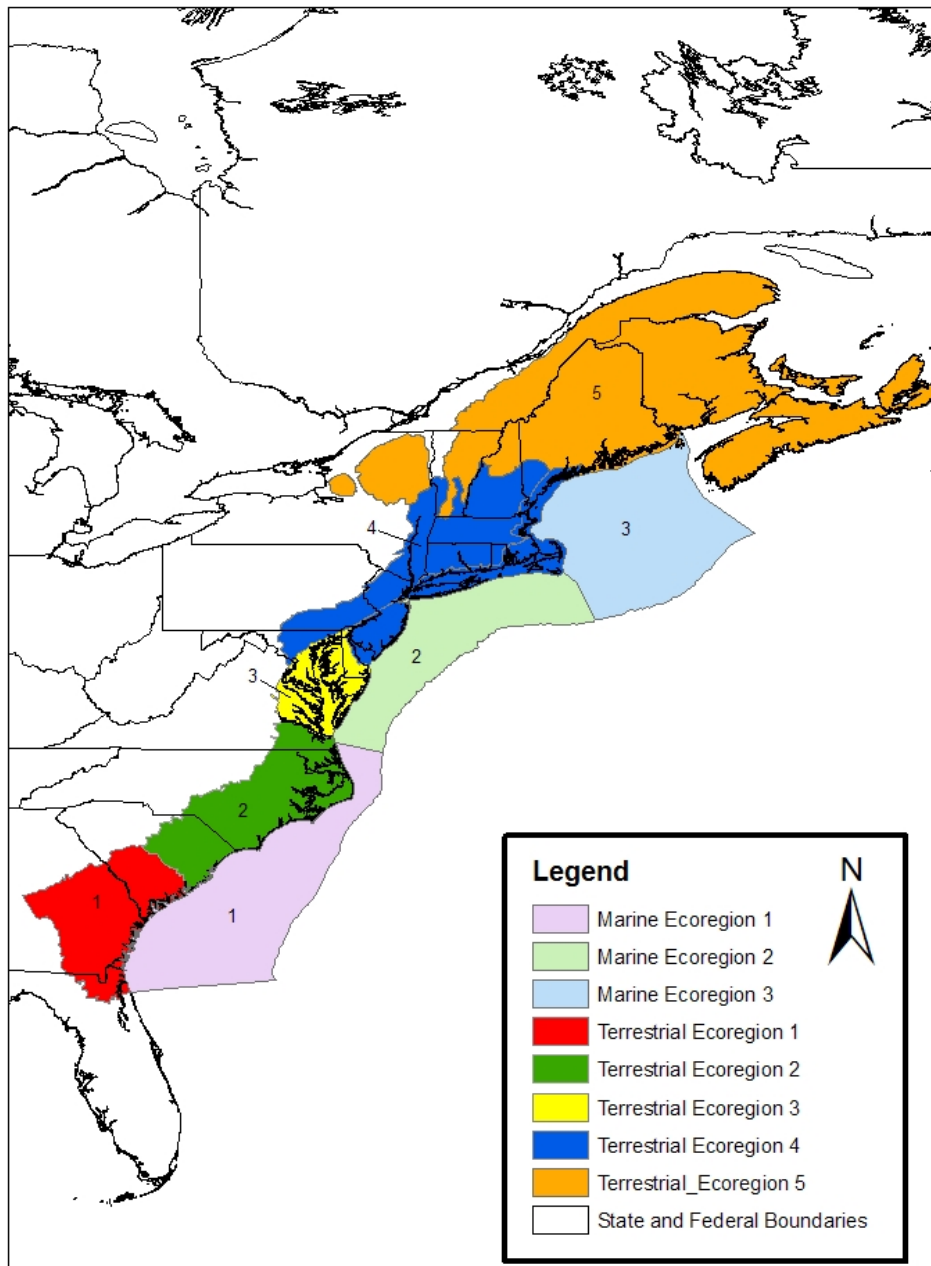 5
4
3
3
2
2
1
1
Legend
N
Marine Ecoregion 1
Marine Ecoregion 2
Marine Ecoregion 3
Terrestrial Ecoregion 1
Terrestrial Ecoregion 2
Terrestrial Ecoregion 3
Terrestrial Ecoregion 4
Terrestrial_Ecoregion 5
State and Federal Boundaries